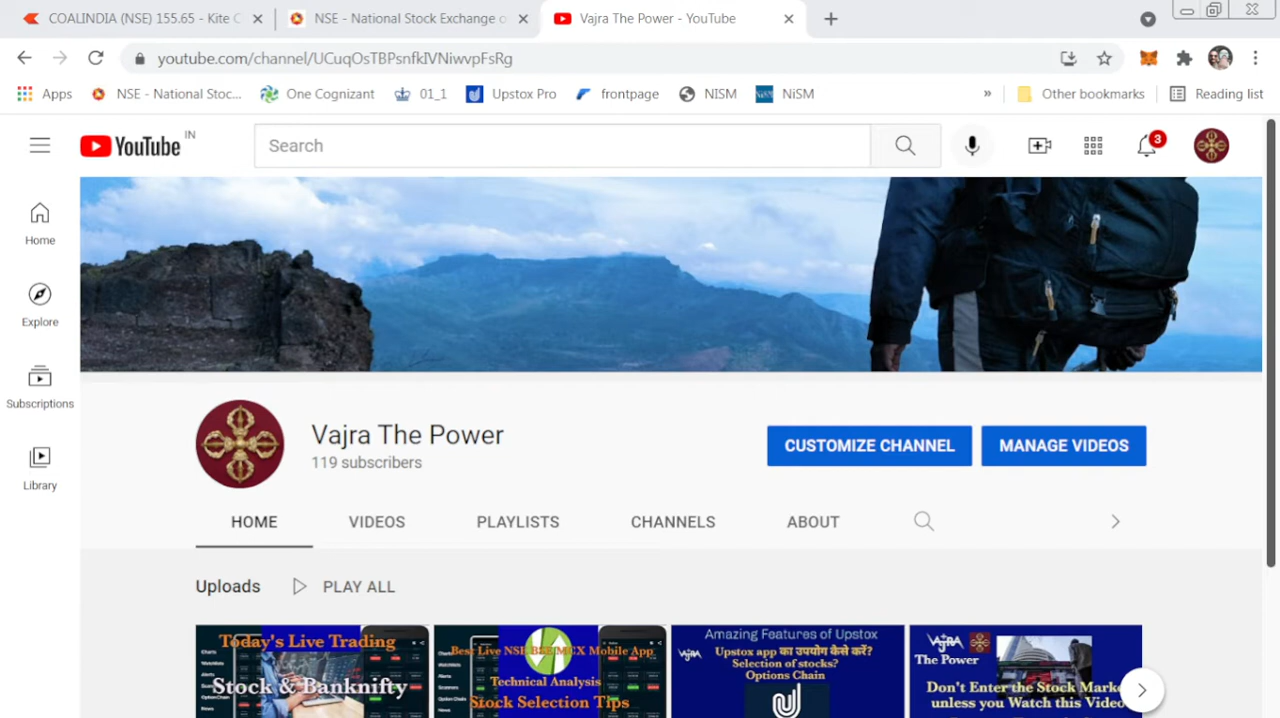 COALINDIA (NSE) 155.65 - Kite C
NSE - National Stock Exchange o
Vajra The Power - YouTube
youtube.com/channel/UCuqOsTBPsnfkIVNiwvpFsRg
Apps
NSE - National Stoc...
One Cognizant
01_1
Upstox Pro
frontpage
NISM
NiSM
»
Other bookmarks
Reading list
YouTube IN
Search
3
Home
Explore
Subscriptions
Library
Vajra The Power
119 subscribers
CUSTOMIZE CHANNEL
MANAGE VIDEOS
HOME VIDEOS PLAYLISTS CHANNELS ABOUT
Uploads PLAY ALL
Today's Live Trading
Stock & Banknifty
Best Live NSE BSE MCX Mobile App
Technical Analysis
Stock Selection Tips
Amazing Features of Upstox
Upstox app का उपयोग कैसे करें?
Selection of stocks?
Options Chain
VAJRA
The Power
Don't Enter the Stock Marke
unless you Watch this Video